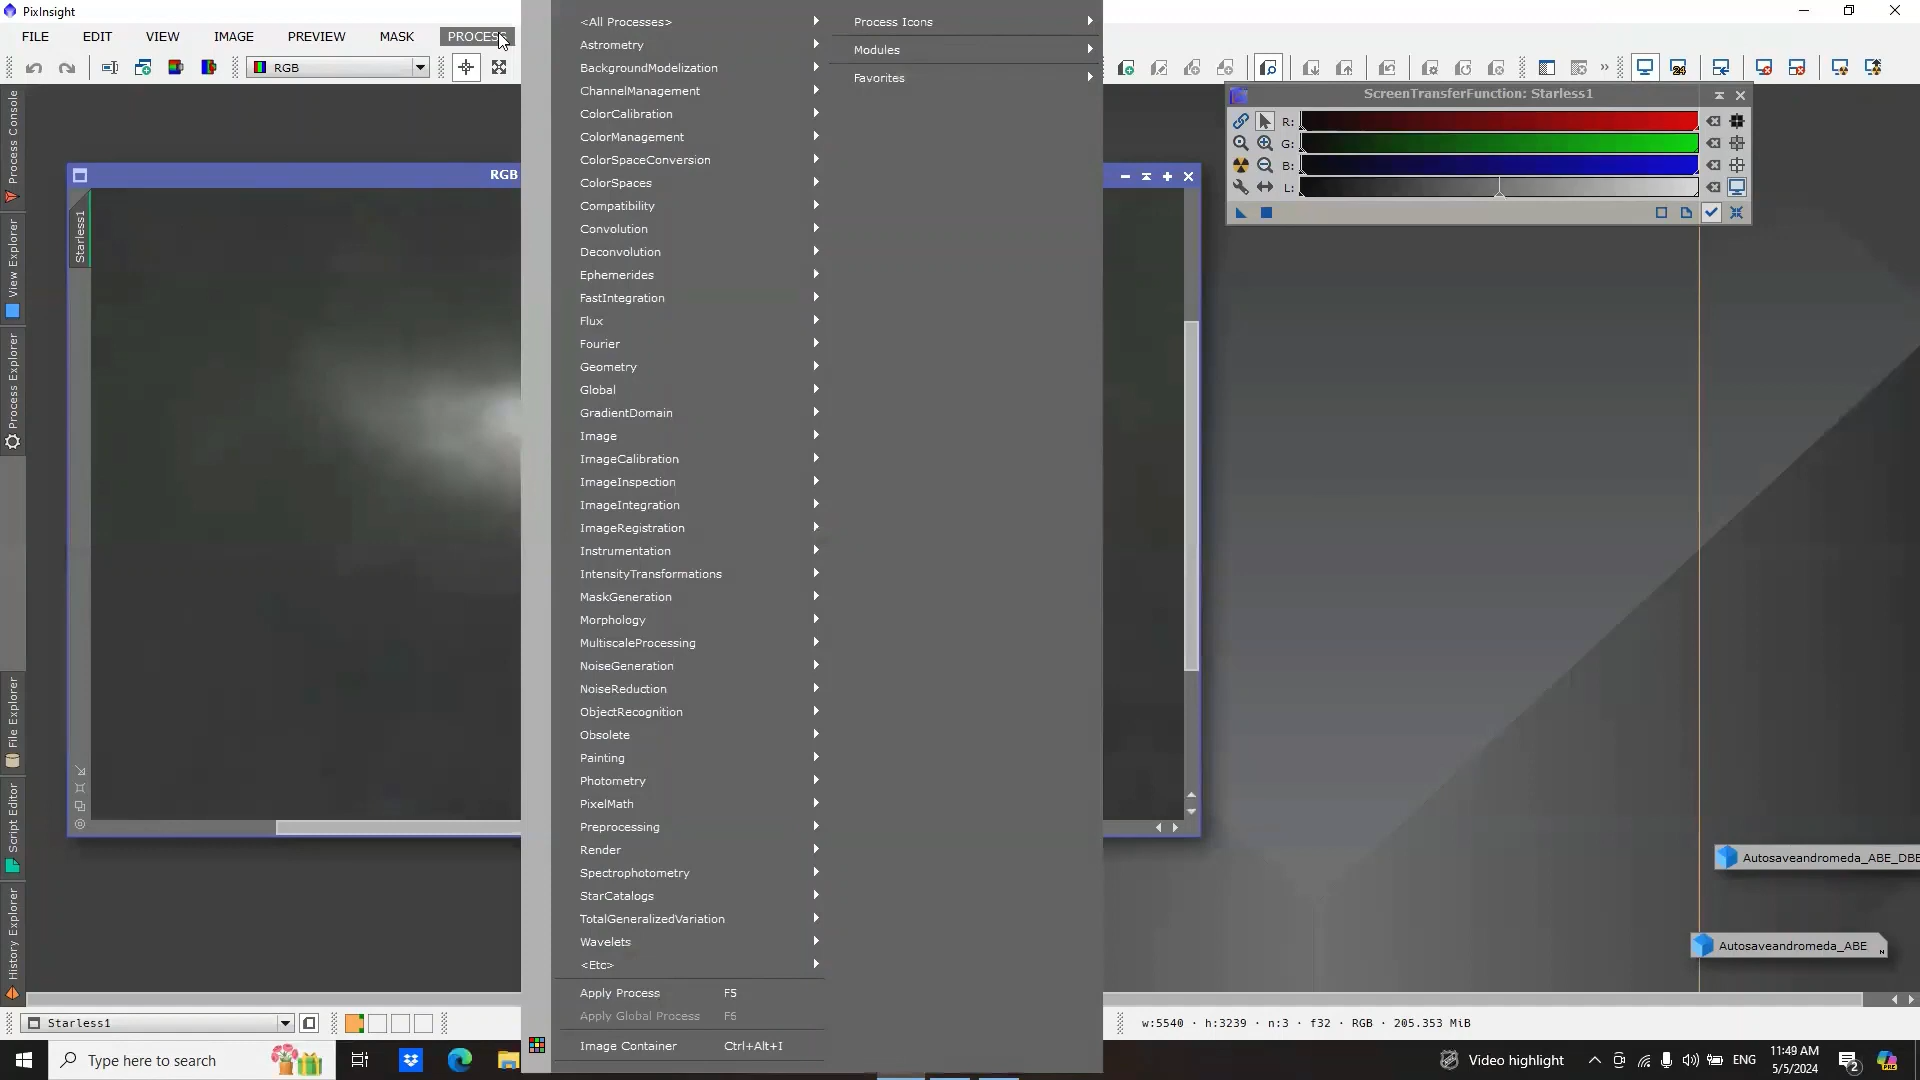 PixInsight
FILE EDIT VIEW IMAGE PREVIEW MASK PROCESS
RGB
24
Process Console
View Explorer
Process Explorer
File Explorer
Script Editor
History Explorer
RGB
Starless1
<All Processes>
Astrometry
BackgroundModelization
ChannelManagement
ColorCalibration
ColorManagement
ColorSpaceConversion
ColorSpaces
Compatibility
Convolution
Deconvolution
Ephemerides
FastIntegration
Flux
Fourier
Geometry
Global
GradientDomain
Image
ImageCalibration
ImageInspection
ImageIntegration
ImageRegistration
Instrumentation
IntensityTransformations
MaskGeneration
Morphology
MultiscaleProcessing
NoiseGeneration
NoiseReduction
ObjectRecognition
Obsolete
Painting
Photometry
PixelMath
Preprocessing
Render
Spectrophotometry
StarCatalogs
TotalGeneralizedVariation
Wavelets
<Etc>
Apply Process F5
Apply Global Process F6
Image Container Ctrl+Alt+I
Process Icons
Modules
Favorites
ScreenTransferFunction: Starless1
R:
G:
B:
L:
Autosaveandromeda_ABE_DBE
Autosaveandromeda_ABE
N
Starless1
w:5540 · h:3239 · n:3 · f32 · RGB · 205.353 MiB
Type here to search
Video highlight
ENG
11:49 AM
5/5/2024
2
PRE